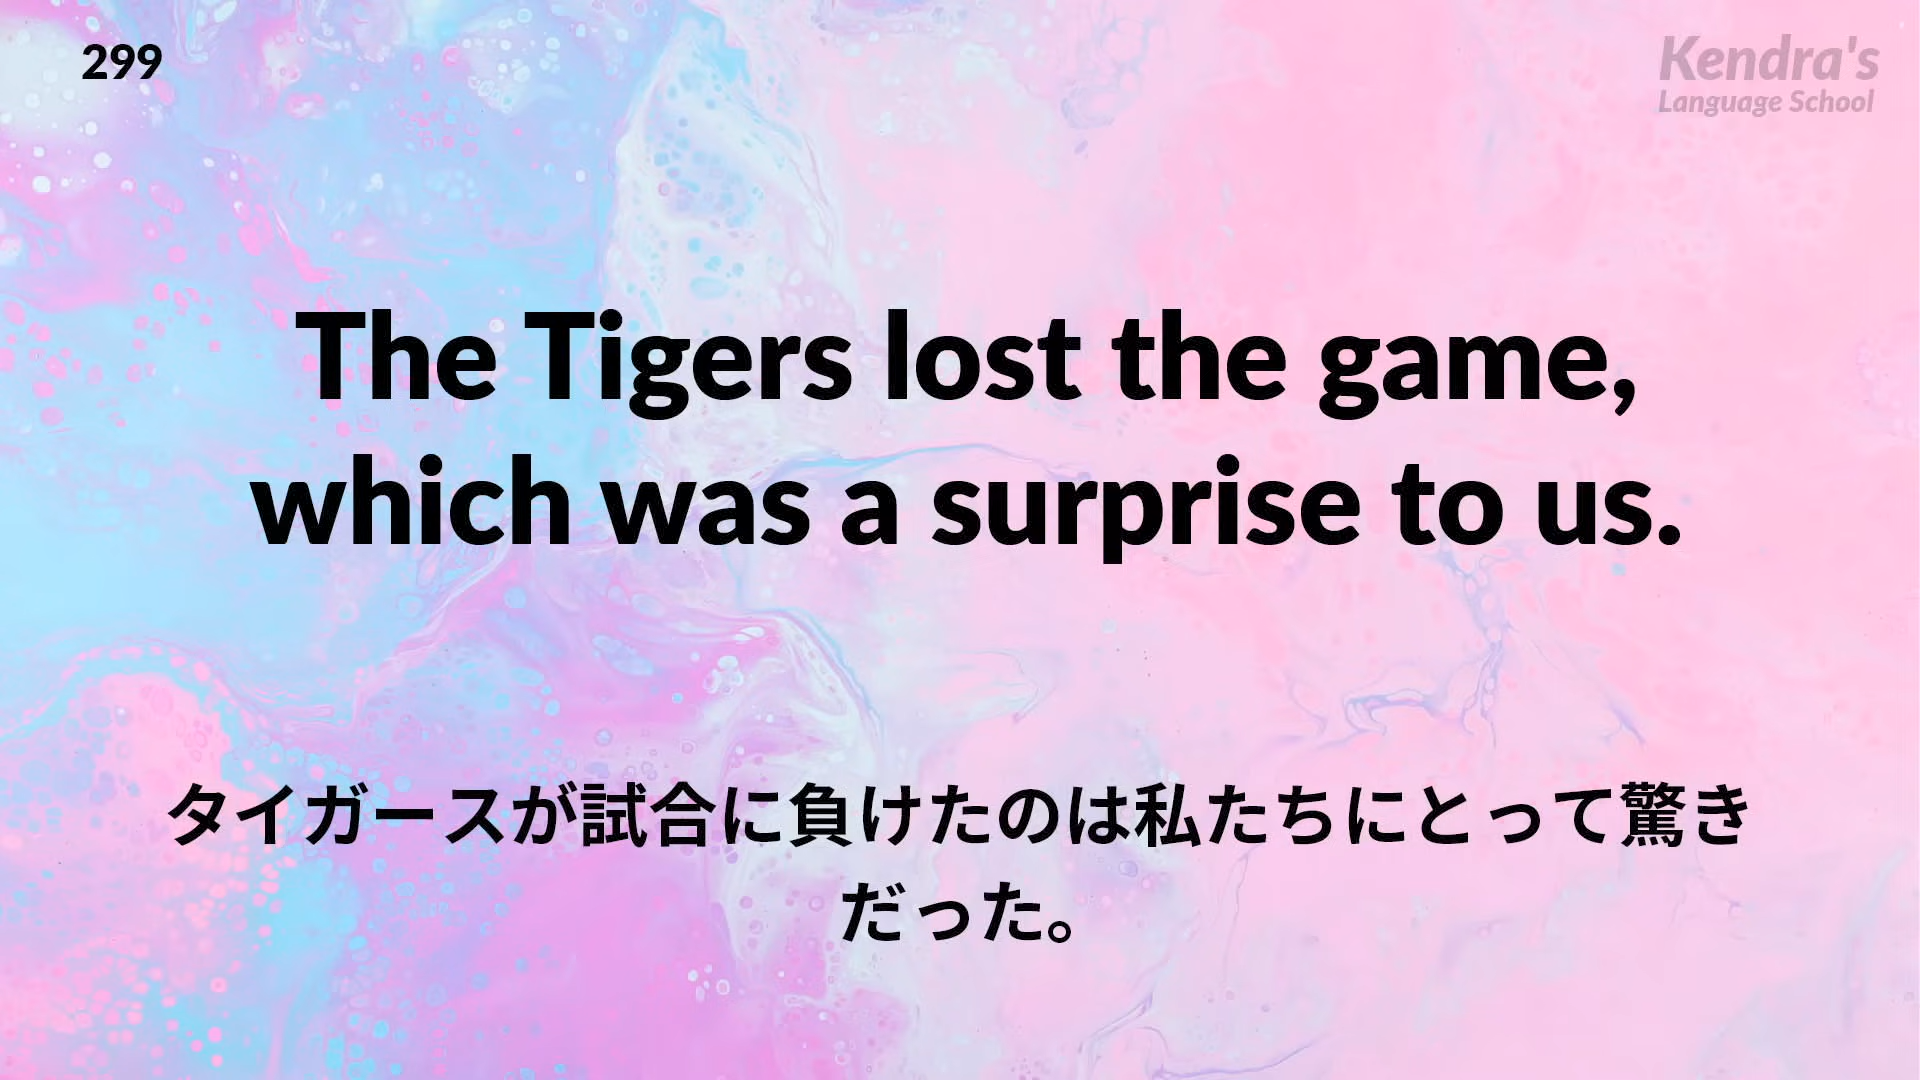 299
Kendra's
Language School
The Tigers lost the game,
which was a surprise to us.
タイガースが試合に負けたのは私たちにとって驚き
だった。